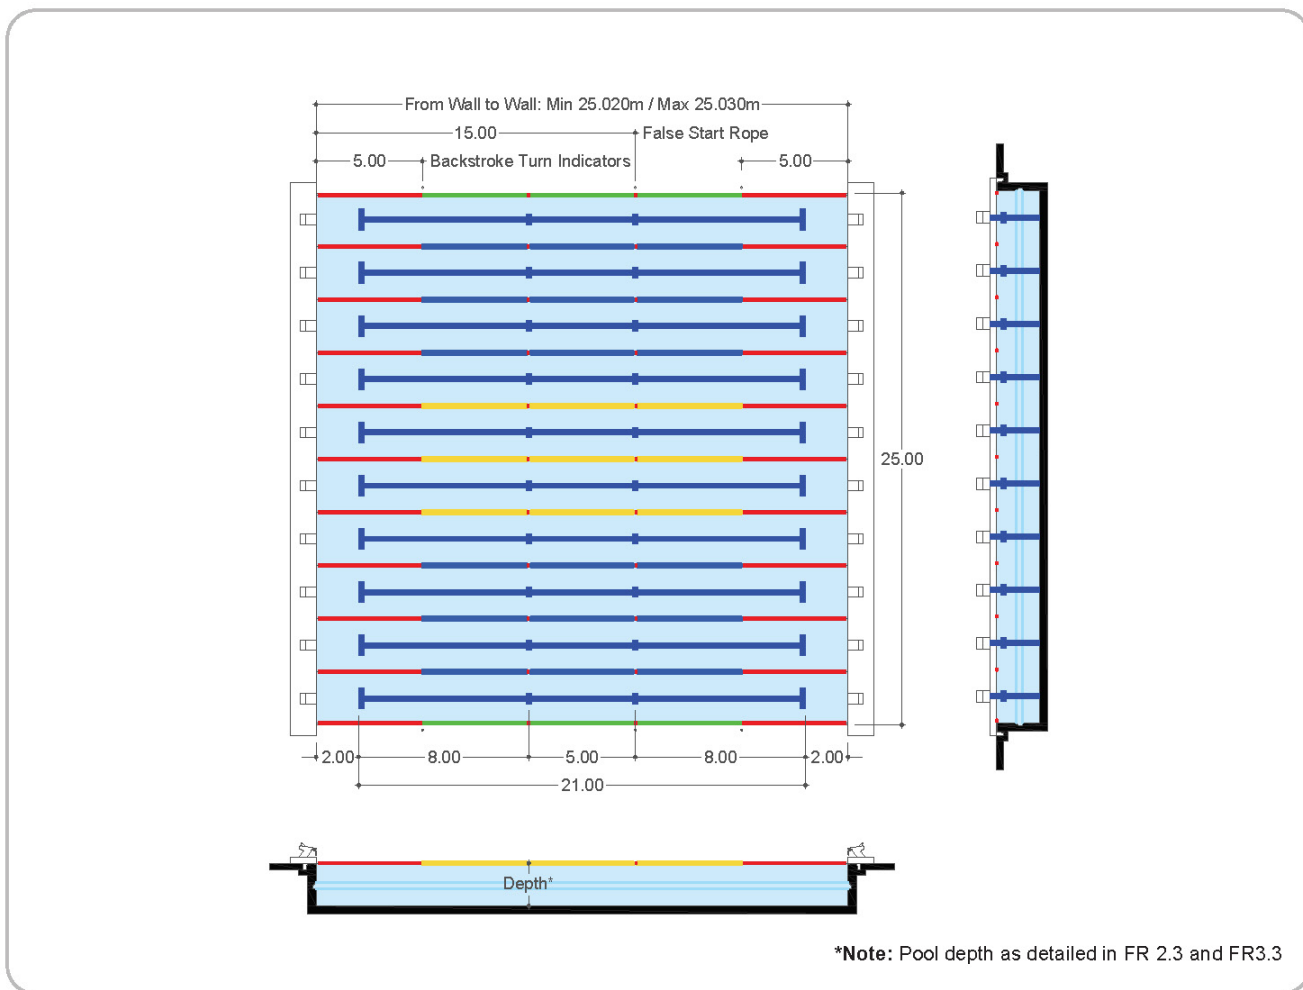 From Wall to Wall: Min 25.020m / Max 25.030m
15.00 False Start Rope
5.00 Backstroke Turn Indicators 5.00
25.00
2.00 8.00 5.00 8.00 2.00
21.00
Depth*
*Note: Pool depth as detailed in FR 2.3 and FR3.3